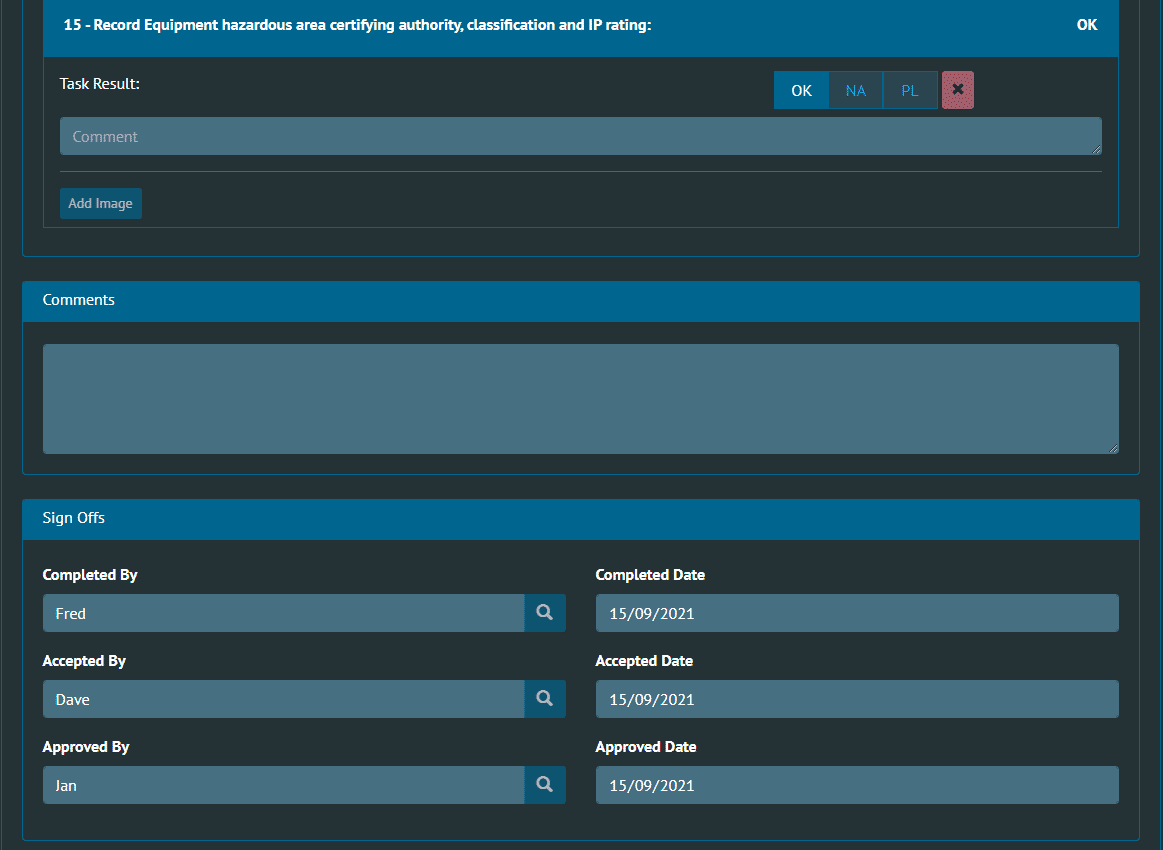 15 - Record Equipment hazardous area certifying authority, classification and IP rating: OK
Task Result: OK NA PL
Comment
Add Image
Comments
Sign Offs
Completed By Completed Date
Fred 15/09/2021
Accepted By Accepted Date
Dave 15/09/2021
Approved By Approved Date
Jan 15/09/2021